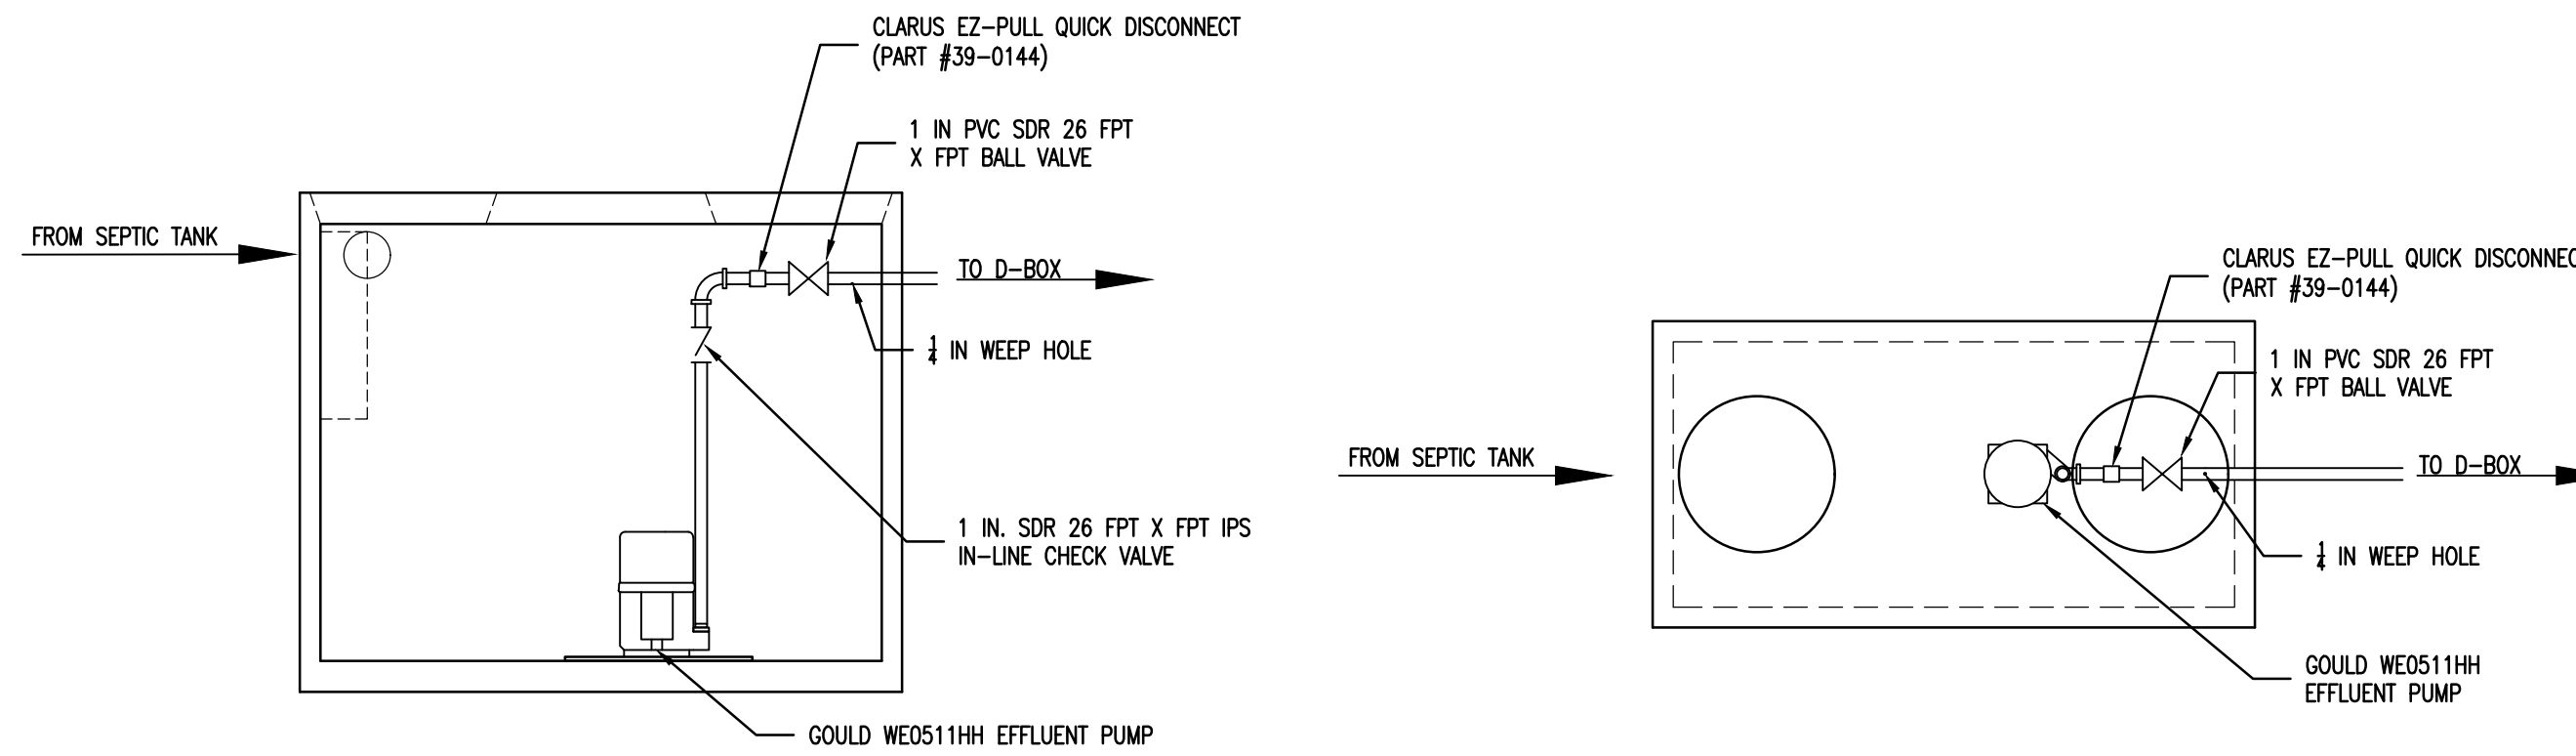 CLARUS EZ-PULL QUICK DISCONNECT
(PART #39-0144)
1 IN PVC SDR 26 FPT
X FPT BALL VALVE
FROM SEPTIC TANK
TO D-BOX
1/4 IN WEEP HOLE
1 IN. SDR 26 FPT X FPT IPS
IN-LINE CHECK VALVE
GOULD WE0511HH EFFLUENT PUMP
CLARUS EZ-PULL QUICK DISCONNEC
(PART #39-0144)
1 IN PVC SDR 26 FPT
X FPT BALL VALVE
FROM SEPTIC TANK
TO D-BOX
1/4 IN WEEP HOLE
GOULD WE0511HH
EFFLUENT PUMP